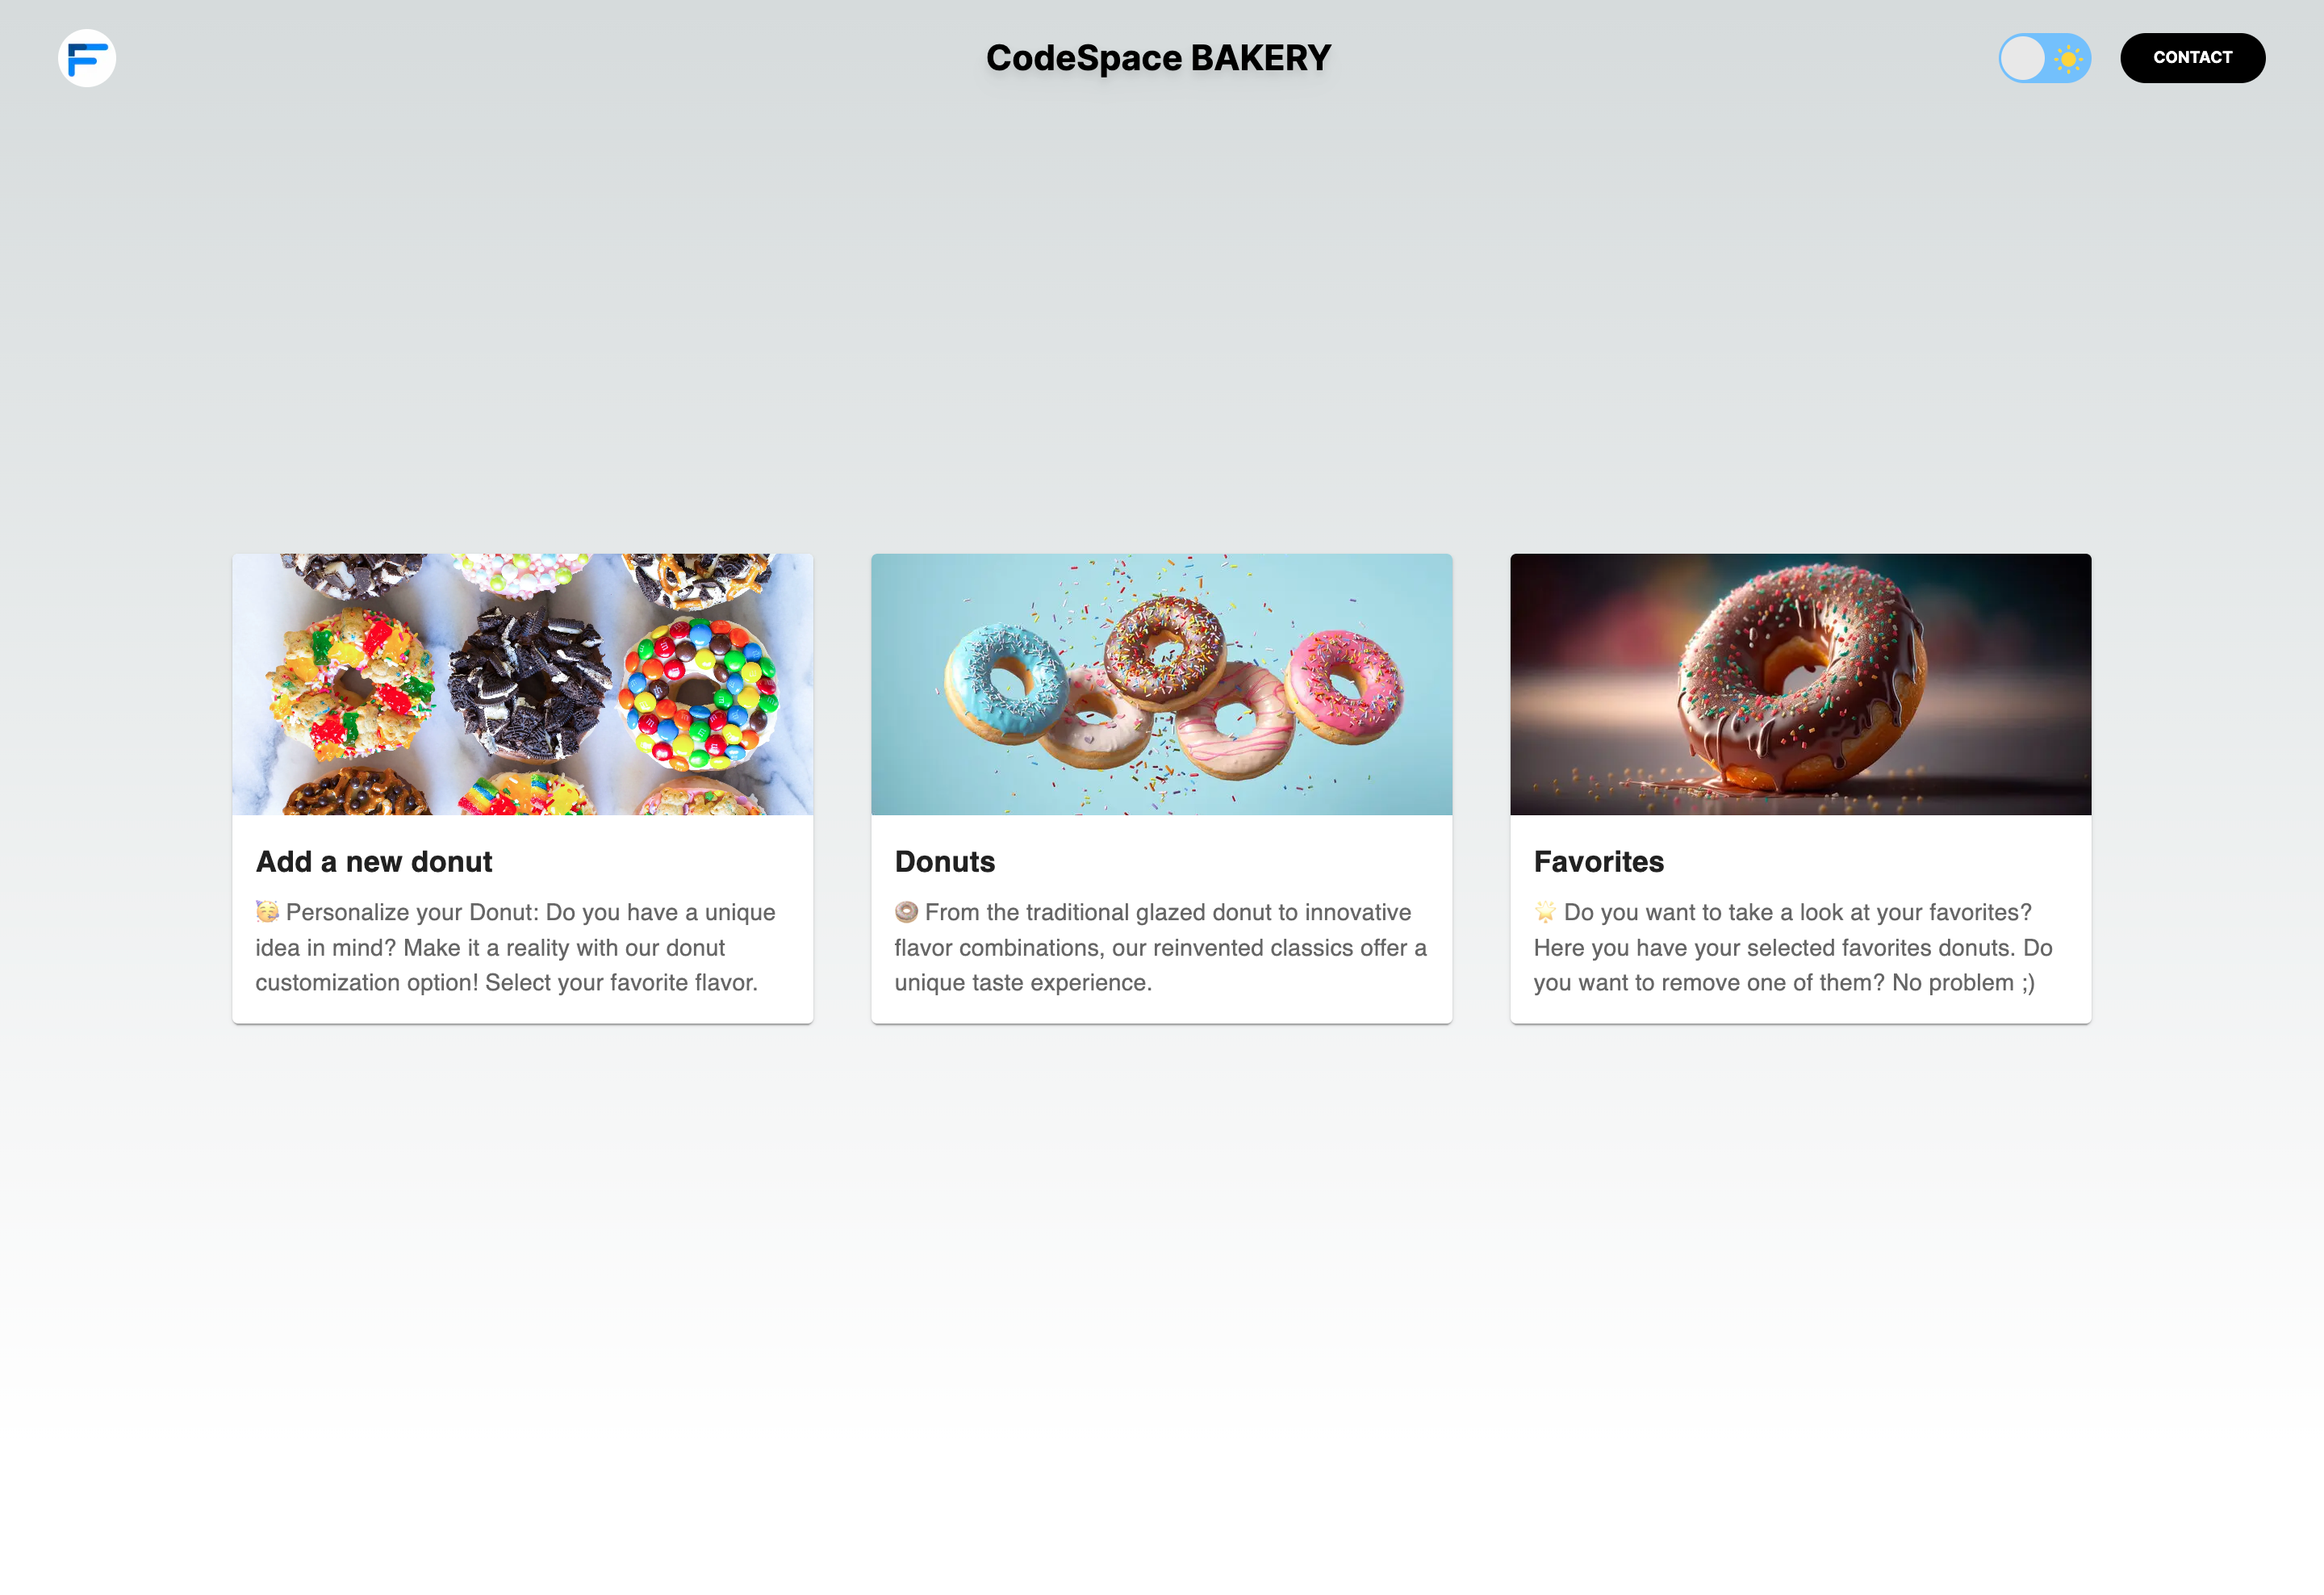 CodeSpace BAKERY
CONTACT
Add a new donut
🥳 Personalize your Donut: Do you have a unique
idea in mind? Make it a reality with our donut
customization option! Select your favorite flavor.
Donuts
🍩 From the traditional glazed donut to innovative
flavor combinations, our reinvented classics offer a
unique taste experience.
Favorites
🌟 Do you want to take a look at your favorites?
Here you have your selected favorites donuts. Do
you want to remove one of them? No problem ;)